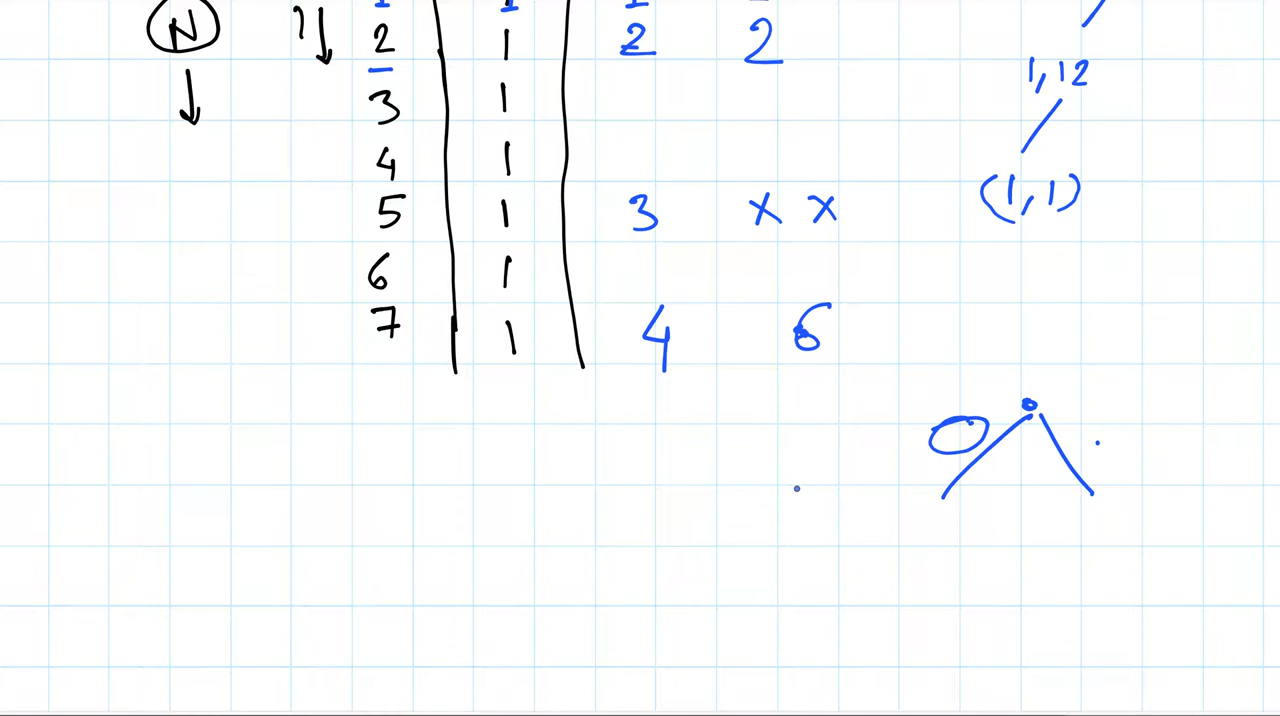 N 2 1 2 2
3 1
1, 12
4 1
5 1 3 x x (1, 1)
6 1
7 1 4 6